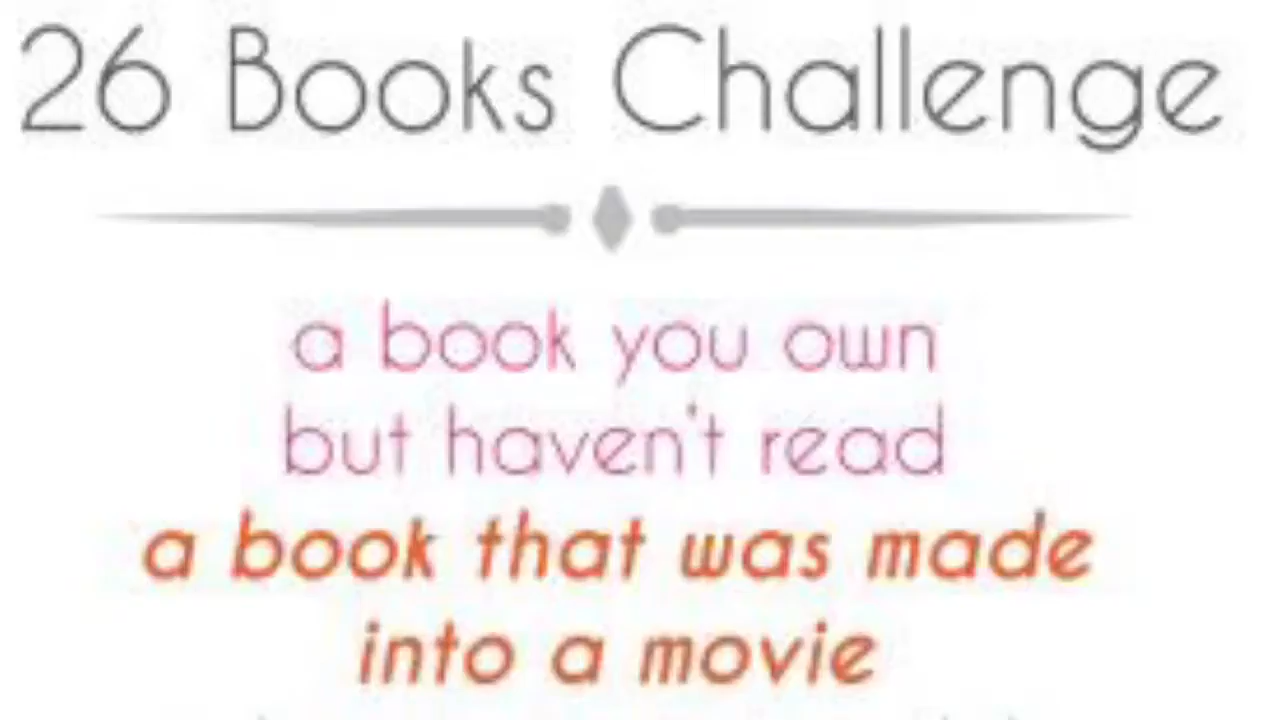 26 Books Challenge
a book you own
but haven't read
a book that was made
into a movie